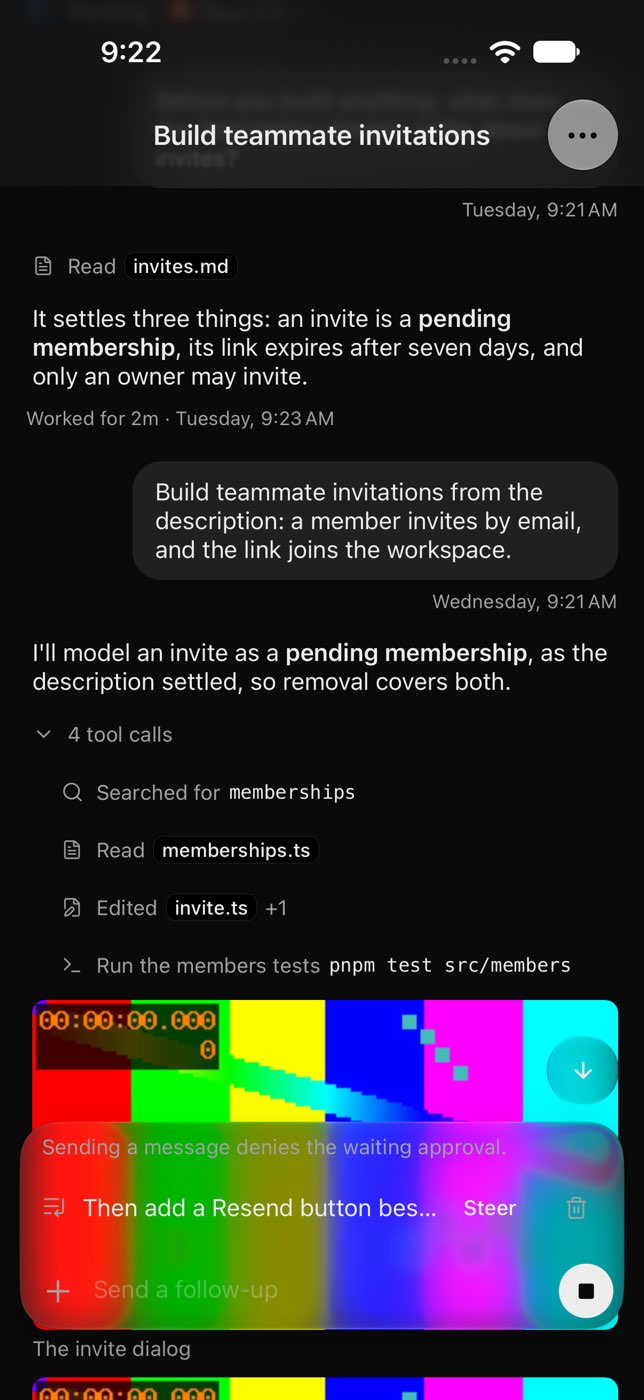 9:22
Build teammate invitations
invites?
Tuesday, 9:21 AM
Read invites.md
It settles three things: an invite is a pending
membership, its link expires after seven days, and
only an owner may invite.
Worked for 2m · Tuesday, 9:23 AM
Build teammate invitations from the
description: a member invites by email,
and the link joins the workspace.
Wednesday, 9:21 AM
I'll model an invite as a pending membership, as the
description settled, so removal covers both.
4 tool calls
Searched for memberships
Read memberships.ts
Edited invite.ts +1
Run the members tests pnpm test src/members
00:00:00.000
0
Sending a message denies the waiting approval.
Then add a Resend button bes... Steer
Send a follow-up
The invite dialog